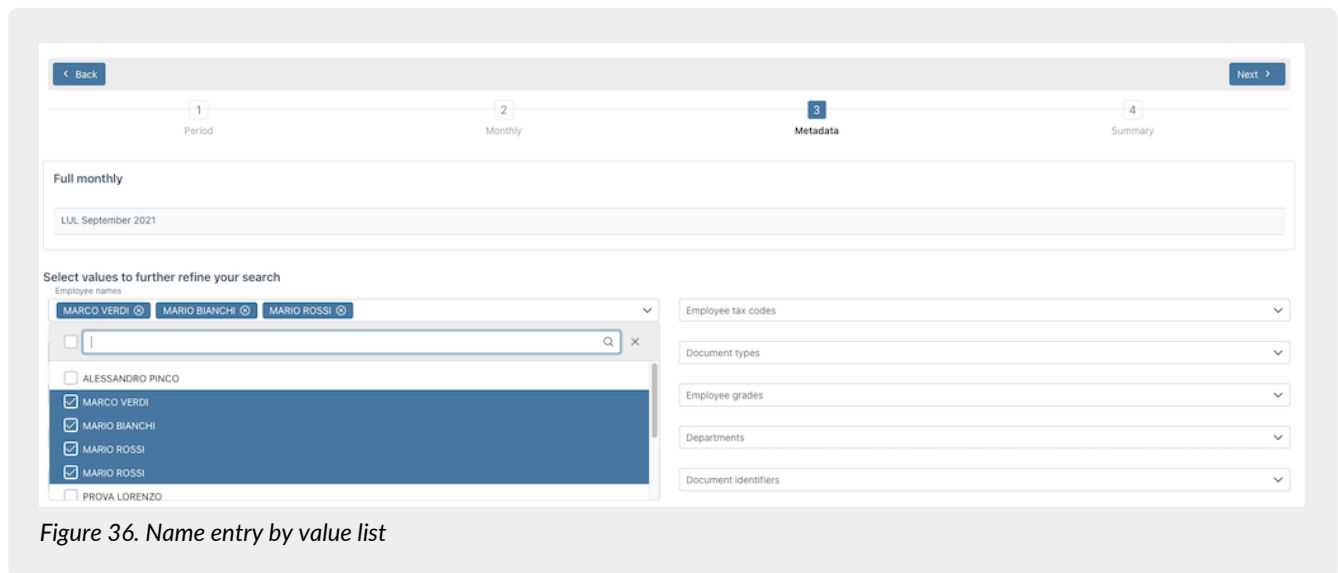 Back
Next
1
2
3
4
Period
Monthly
Metadata
Summary
Full monthly
LUL September 2021
Select values to further refine your search
Employee names
MARCO VERDI
MARIO BIANCHI
MARIO ROSSI
ALESSANDRO PINCO
MARCO VERDI
MARIO BIANCHI
MARIO ROSSI
MARIO ROSSI
PROVA LORENZO
Employee tax codes
Document types
Employee grades
Departments
Document identifiers
Figure 36. Name entry by value list